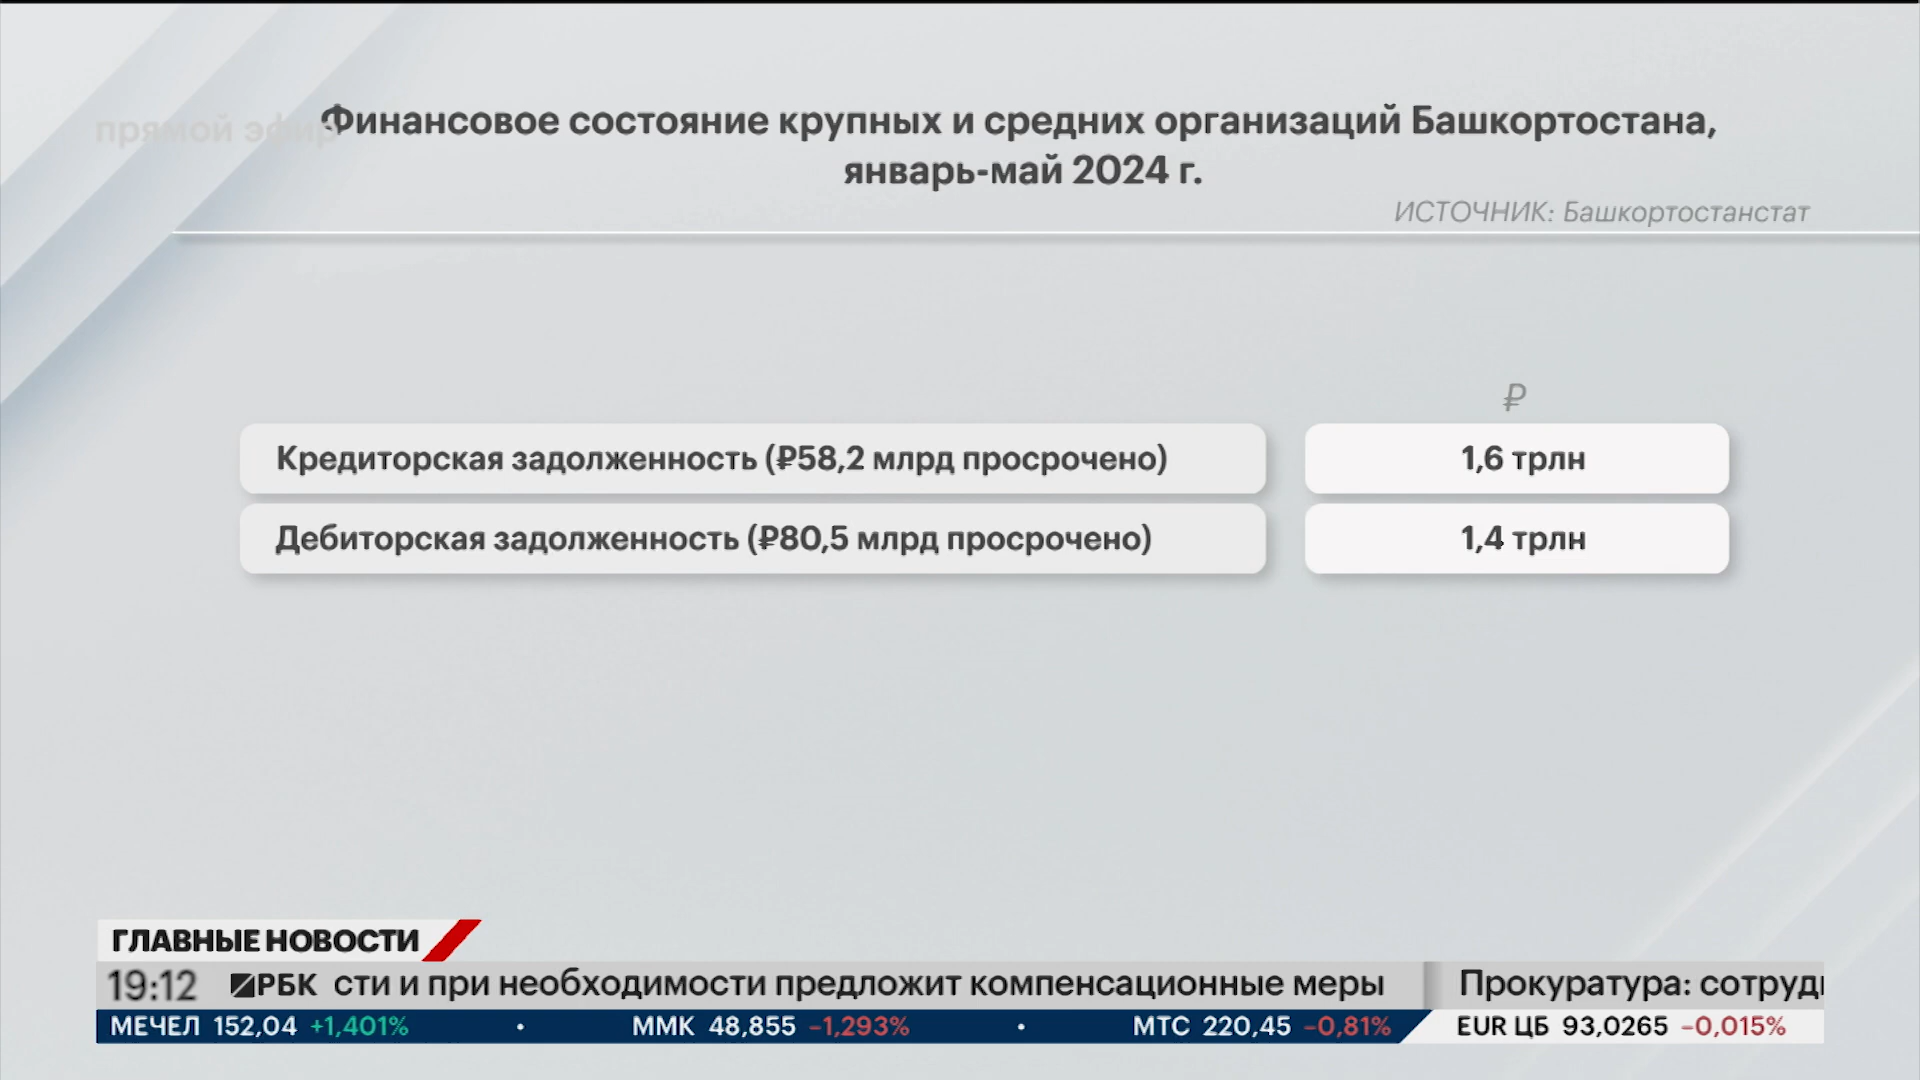 прямой эфир
Финансовое состояние крупных и средних организаций Башкортостана,
январь-май 2024 г.
ИСТОЧНИК: Башкортостанстат
₽
Кредиторская задолженность (₽58,2 млрд просрочено) 1,6 трлн
Дебиторская задолженность (₽80,5 млрд просрочено) 1,4 трлн
ГЛАВНЫЕ НОВОСТИ
19:12 РБК сти и при необходимости предложит компенсационные меры Прокуратура: сотруд
МЕЧЕЛ 152,04 +1,401% • ММК 48,855 −1,293% • МТС 220,45 −0,81% EUR ЦБ 93,0265 −0,015%